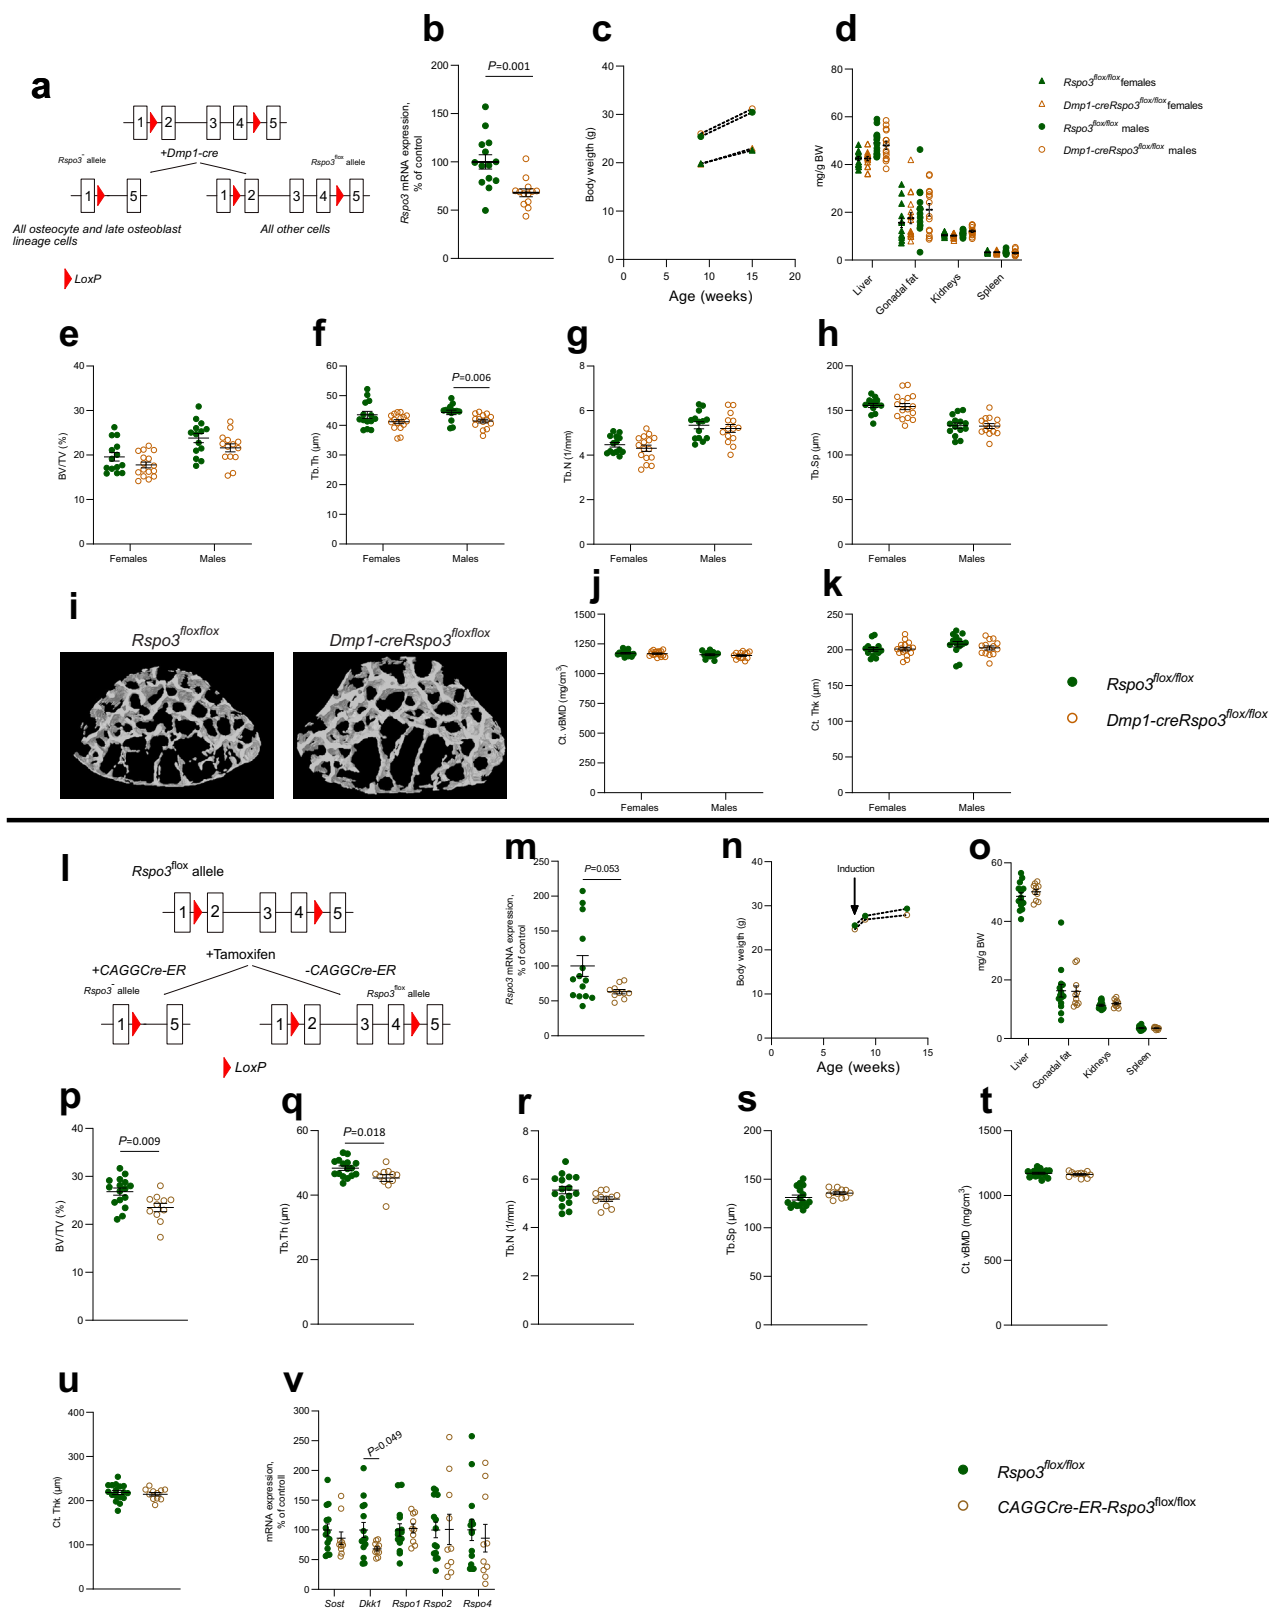 a
1 2 3 4 5
+Dmp1-cre
Rspo3- allele
Rspo3flox allele
1 5
1 2 3 4 5
All osteocyte and late osteoblast
lineage cells
All other cells
LoxP
b
P=0.001
Rspo3 mRNA expression,
% of control
200
150
100
50
0
c
Body weigth (g)
40
30
20
10
0
0 5 10 15 20
Age (weeks)
d
mg/g BW
80
60
40
20
0
Liver
Gonadal fat
Kidneys
Spleen
Rspo3flox/flox females
Dmp1-creRspo3flox/flox females
Rspo3flox/flox males
Dmp1-creRspo3flox/flox males
e
BV/TV (%)
40
30
20
10
0
Females Males
f
P=0.006
Tb.Th (µm)
60
50
40
30
20
10
0
Females Males
g
Tb.N (1/mm)
8
6
4
2
0
Females Males
h
Tb.Sp (µm)
200
150
100
50
0
Females Males
i
Rspo3floxflox
Dmp1-creRspo3floxflox
j
Ct. vBMD (mg/cm3)
1500
1250
1000
750
500
250
0
Females Males
k
Ct. Thk (µm)
250
200
150
100
50
0
Females Males
Rspo3flox/flox
Dmp1-creRspo3flox/flox
l
Rspo3flox allele
1 2 3 4 5
+Tamoxifen
+CAGGCre-ER
-CAGGCre-ER
Rspo3- allele
Rspo3flox allele
1 5
1 2 3 4 5
LoxP
m
P=0.053
Rspo3 mRNA expression,
% of control
250
200
150
100
50
0
n
Induction
Body weigth (g)
40
30
20
10
0
0 5 10 15
Age (weeks)
o
mg/g BW
60
40
20
0
Liver
Gonadal fat
Kidneys
Spleen
p
P=0.009
BV/TV (%)
40
30
20
10
0
q
P=0.018
Tb.Th (µm)
60
40
20
0
r
Tb.N (1/mm)
8
6
4
2
0
s
Tb.Sp (µm)
200
150
100
50
0
t
Ct. vBMD (mg/cm3)
1500
1000
500
0
u
Ct. Thk (µm)
400
300
200
100
0
v
P=0.049
mRNA expression,
% of controll
300
250
200
150
100
50
0
Sost Dkk1 Rspo1 Rspo2 Rspo4
Rspo3flox/flox
CAGGCre-ER-Rspo3flox/flox